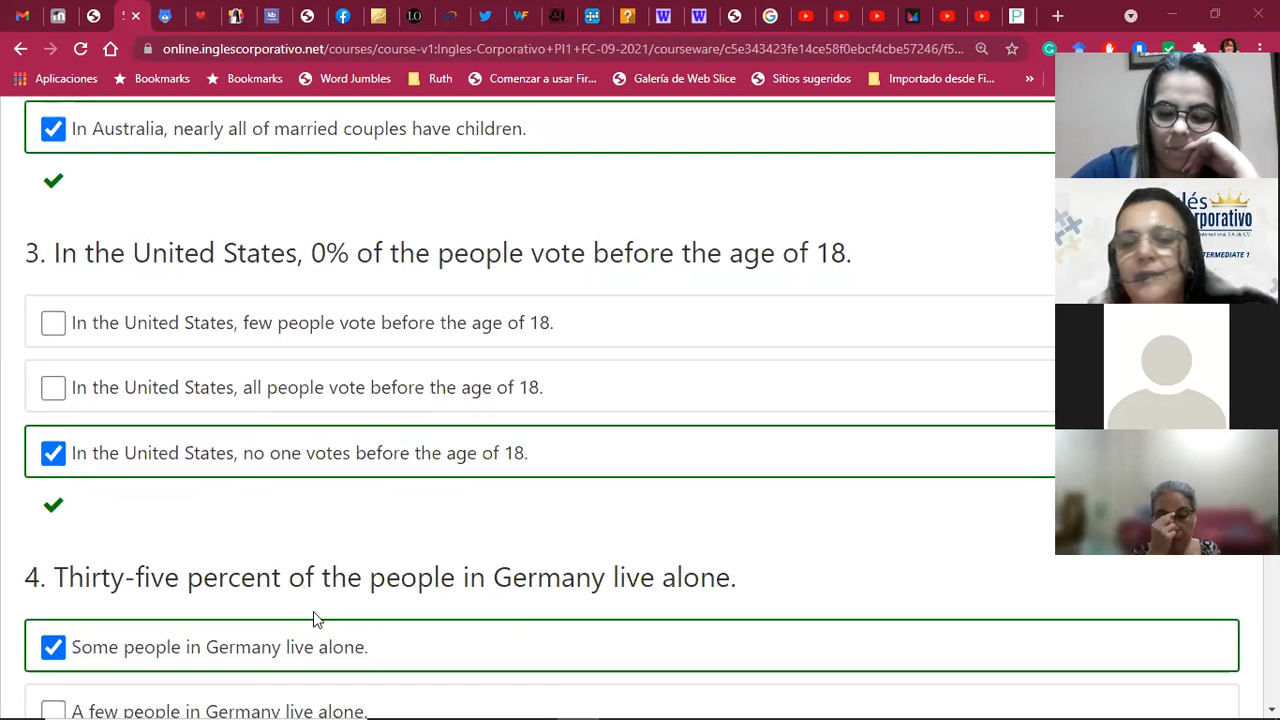 online.inglescorporativo.net/courses/course-v1:Ingles-Corporativo+PI1+FC-09-2021/courseware/c5e343423fe14ce58f0ebcf4cbe57246/f5...
Aplicaciones Bookmarks Bookmarks Word Jumbles Ruth Comenzar a usar Fir... Galería de Web Slice Sitios sugeridos Importado desde Fi... »
In Australia, nearly all of married couples have children.
3. In the United States, 0% of the people vote before the age of 18.
In the United States, few people vote before the age of 18.
In the United States, all people vote before the age of 18.
In the United States, no one votes before the age of 18.
4. Thirty-five percent of the people in Germany live alone.
Some people in Germany live alone.
A few people in Germany live alone.